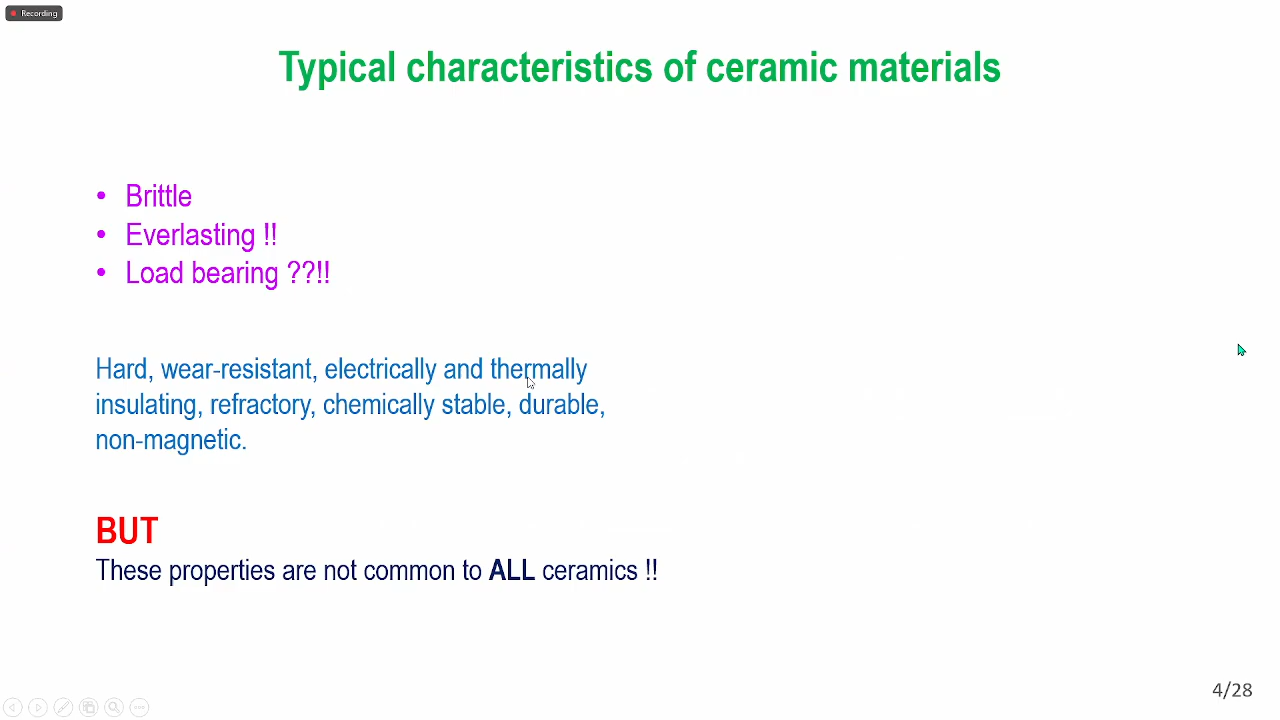 Recording
Typical characteristics of ceramic materials
• Brittle
• Everlasting !!
• Load bearing ??!!
Hard, wear-resistant, electrically and thermally
insulating, refractory, chemically stable, durable,
non-magnetic.
BUT
These properties are not common to ALL ceramics !!
4/28